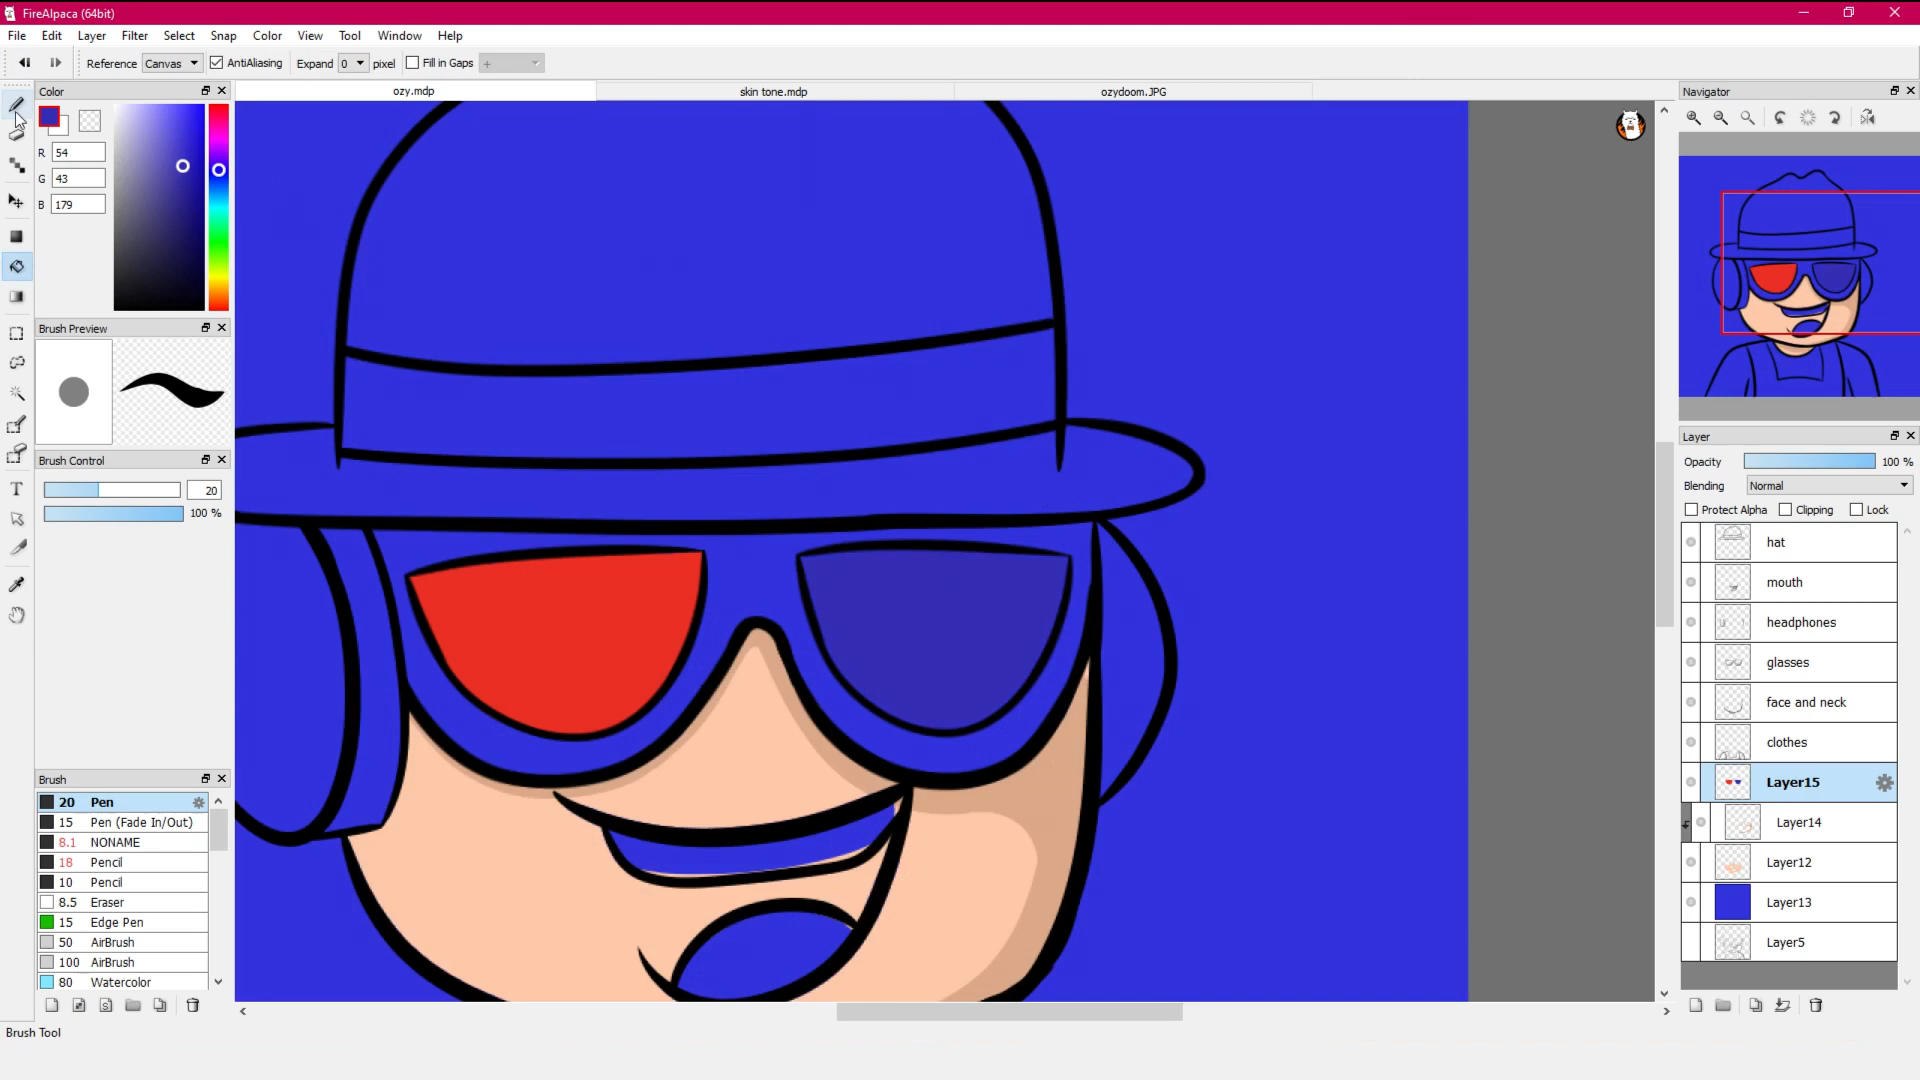 FireAlpaca (64bit)
File Edit Layer Filter Select Snap Color View Tool Window Help
Reference Canvas AntiAliasing Expand 0 pixel Fill in Gaps +
Color
ozy.mdp skin tone.mdp ozydoom.JPG
Navigator
R 54
G 43
B 179
Brush Preview
Brush Control
20
100 %
Brush
20 Pen
15 Pen (Fade In/Out)
8.1 NONAME
18 Pencil
10 Pencil
8.5 Eraser
15 Edge Pen
50 AirBrush
100 AirBrush
80 Watercolor
Layer
Opacity 100 %
Blending Normal
Protect Alpha Clipping Lock
hat
mouth
headphones
glasses
face and neck
clothes
Layer15
Layer14
Layer12
Layer13
Layer5
Brush Tool